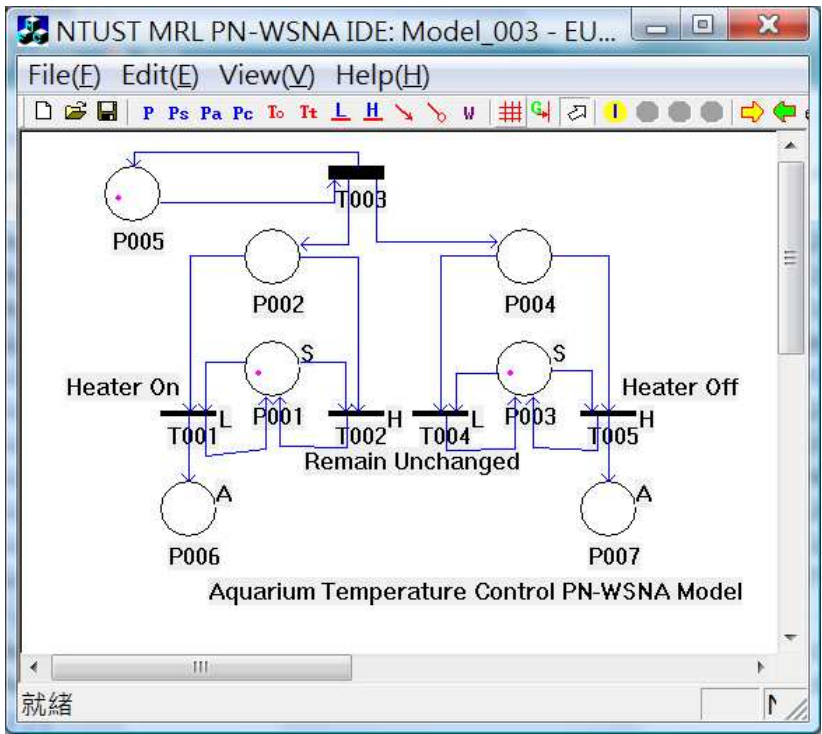 NTUST MRL PN-WSNA IDE: Model_003 - EU...
File(F) Edit(E) View(V) Help(H)
P Ps Pa Pc To Tt L H W G I
T003
P005
P002 P004
S S
Heater On Heater Off
L P001 H L P003 H
T001 T002 T004 T005
Remain Unchanged
A A
P006 P007
Aquarium Temperature Control PN-WSNA Model
就緒